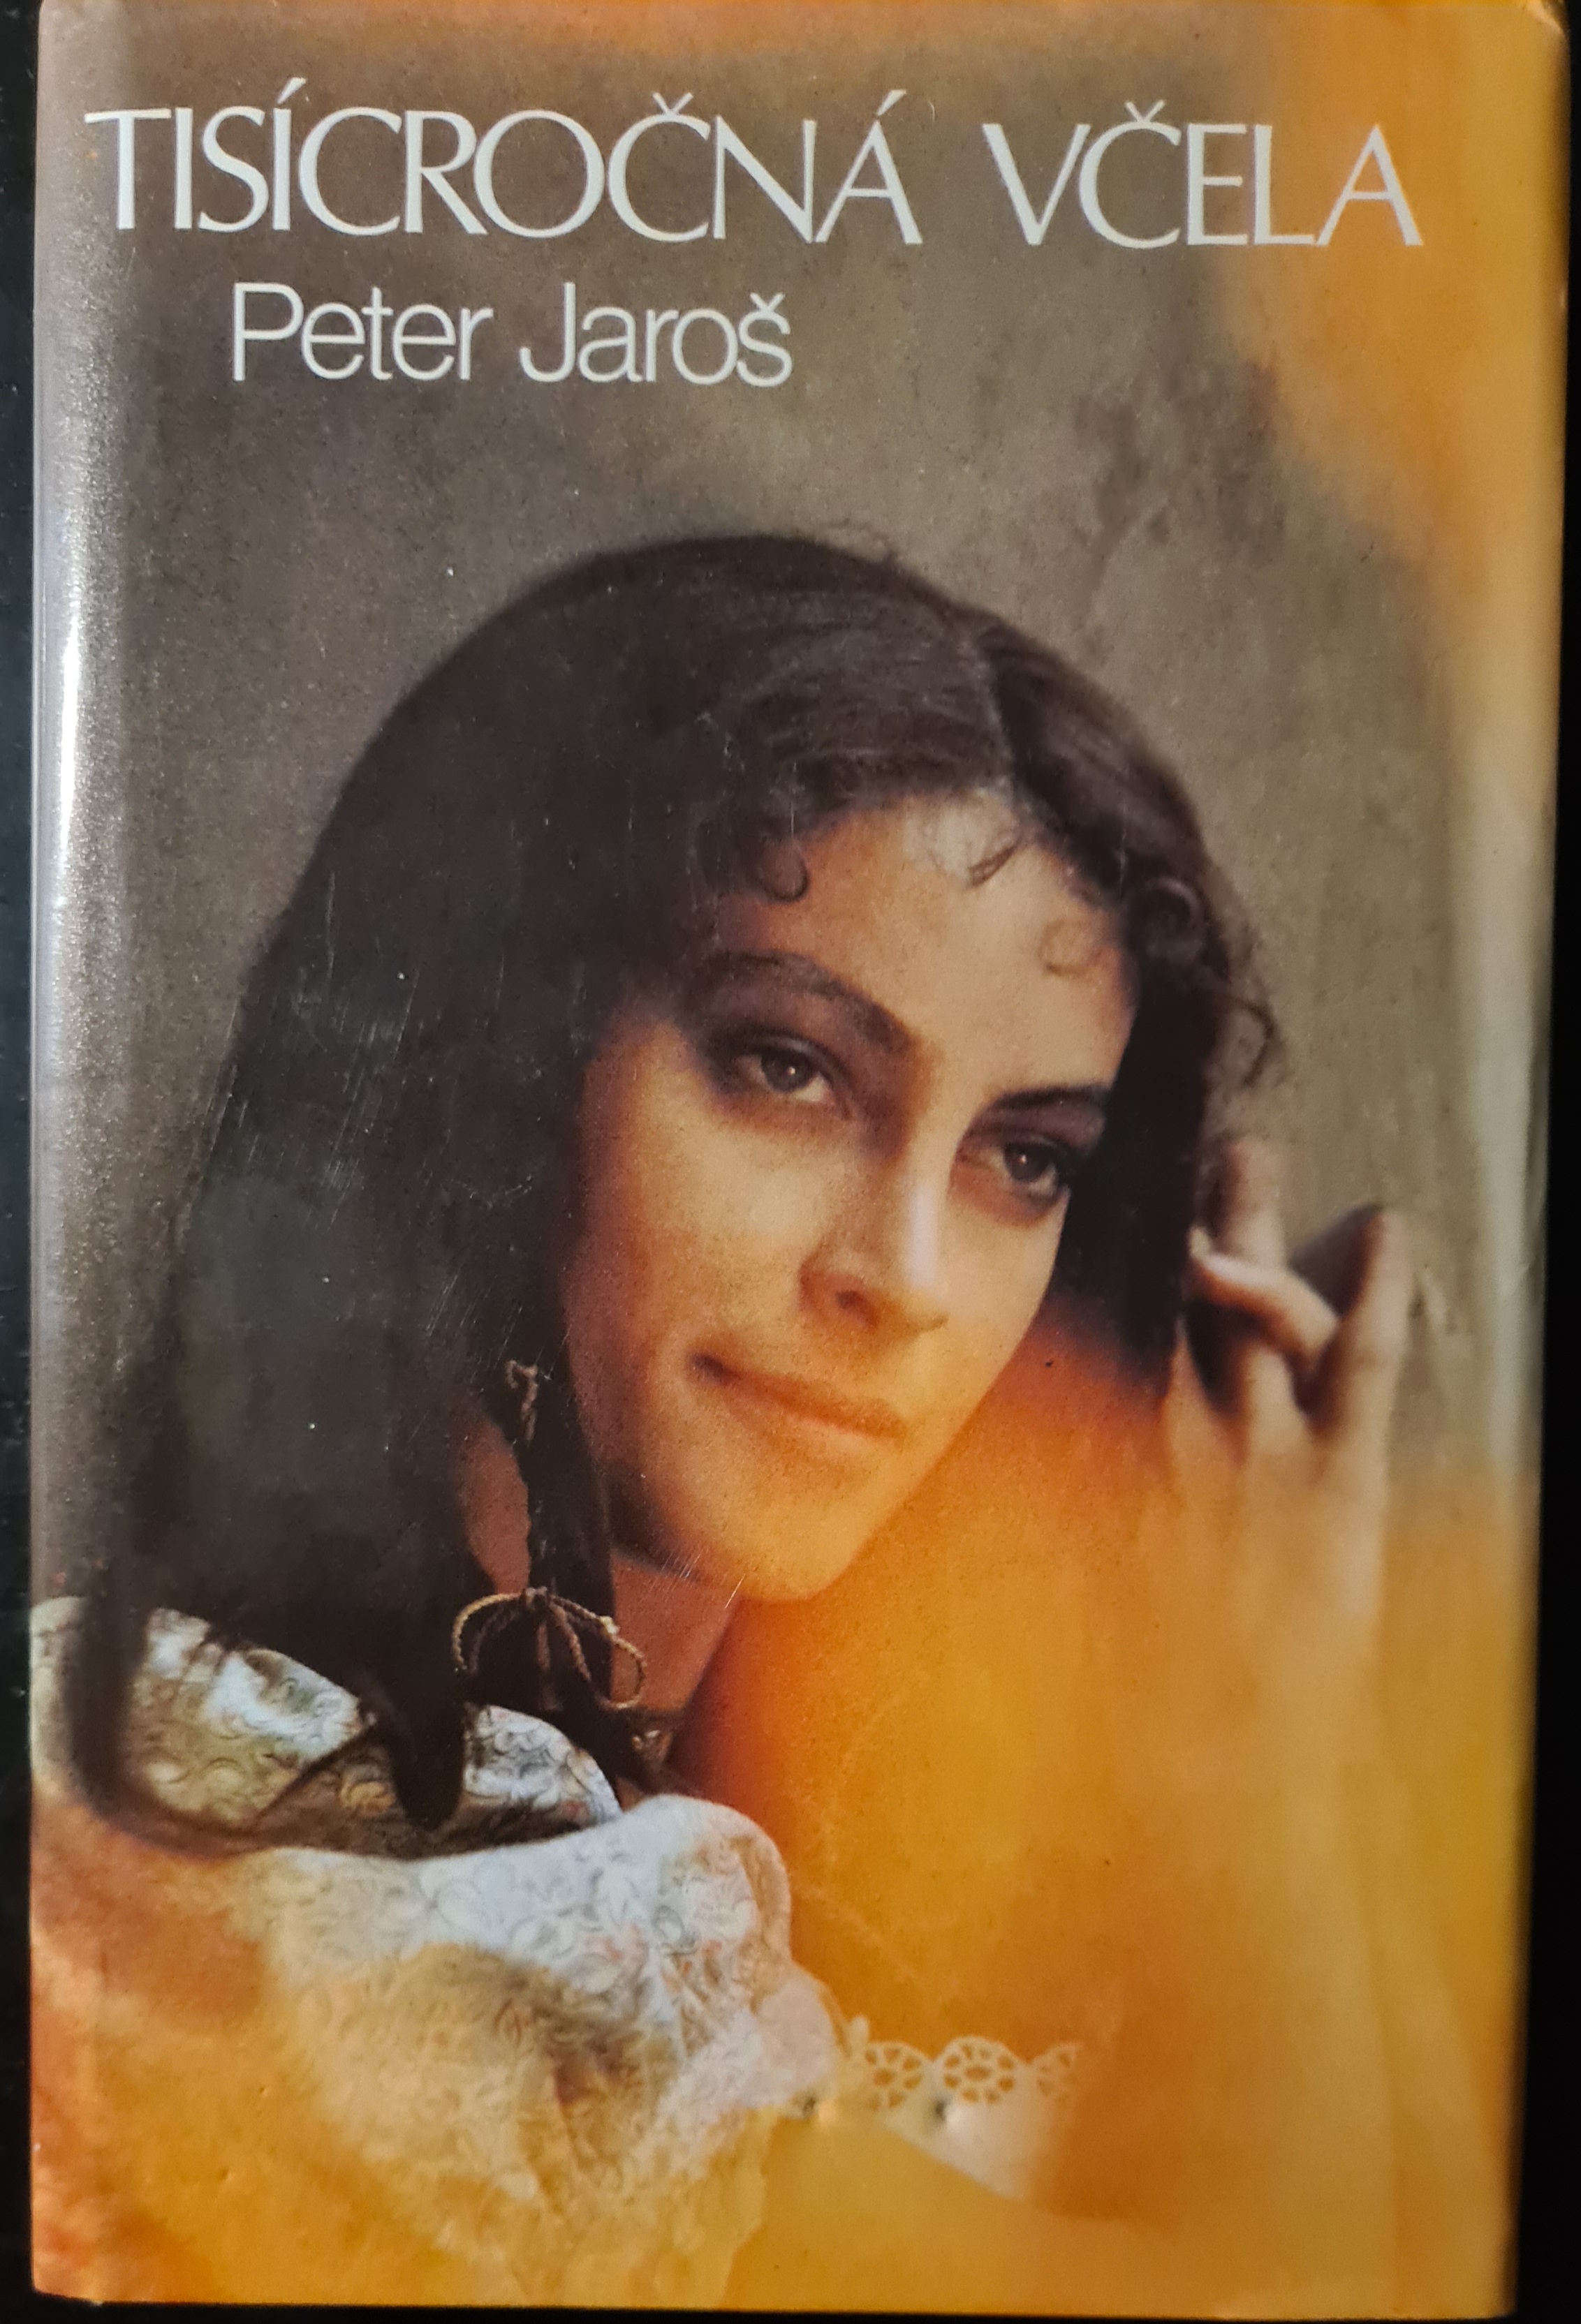 TISÍCROČNÁ VČELA
Peter Jaroš